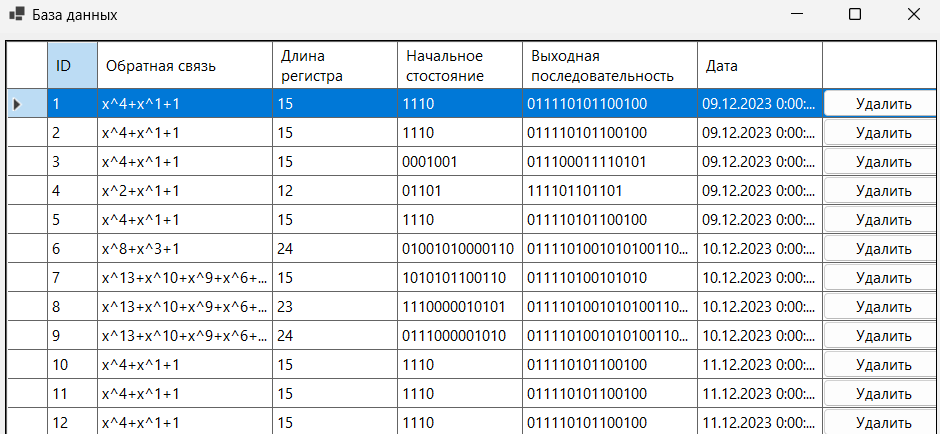 База данных
ID Обратная связь Длина регистра Начальное стостояние Выходная последовательность Дата
1 x^4+x^1+1 15 1110 011110101100100 09.12.2023 0:00:... Удалить
2 x^4+x^1+1 15 1110 011110101100100 09.12.2023 0:00:... Удалить
3 x^4+x^1+1 15 0001001 011100011110101 09.12.2023 0:00:... Удалить
4 x^2+x^1+1 12 01101 111101101101 09.12.2023 0:00:... Удалить
5 x^4+x^1+1 15 1110 011110101100100 09.12.2023 0:00:... Удалить
6 x^8+x^3+1 24 01001010000110 0111101001010100110... 10.12.2023 0:00:... Удалить
7 x^13+x^10+x^9+x^6+... 15 1010101100110 011110100101010 10.12.2023 0:00:... Удалить
8 x^13+x^10+x^9+x^6+... 23 1110000010101 0111101001010100110... 10.12.2023 0:00:... Удалить
9 x^13+x^10+x^9+x^6+... 24 0111000001010 0111101001010100110... 10.12.2023 0:00:... Удалить
10 x^4+x^1+1 15 1110 011110101100100 11.12.2023 0:00:... Удалить
11 x^4+x^1+1 15 1110 011110101100100 11.12.2023 0:00:... Удалить
12 x^4+x^1+1 15 1110 011110101100100 11.12.2023 0:00:... Удалить